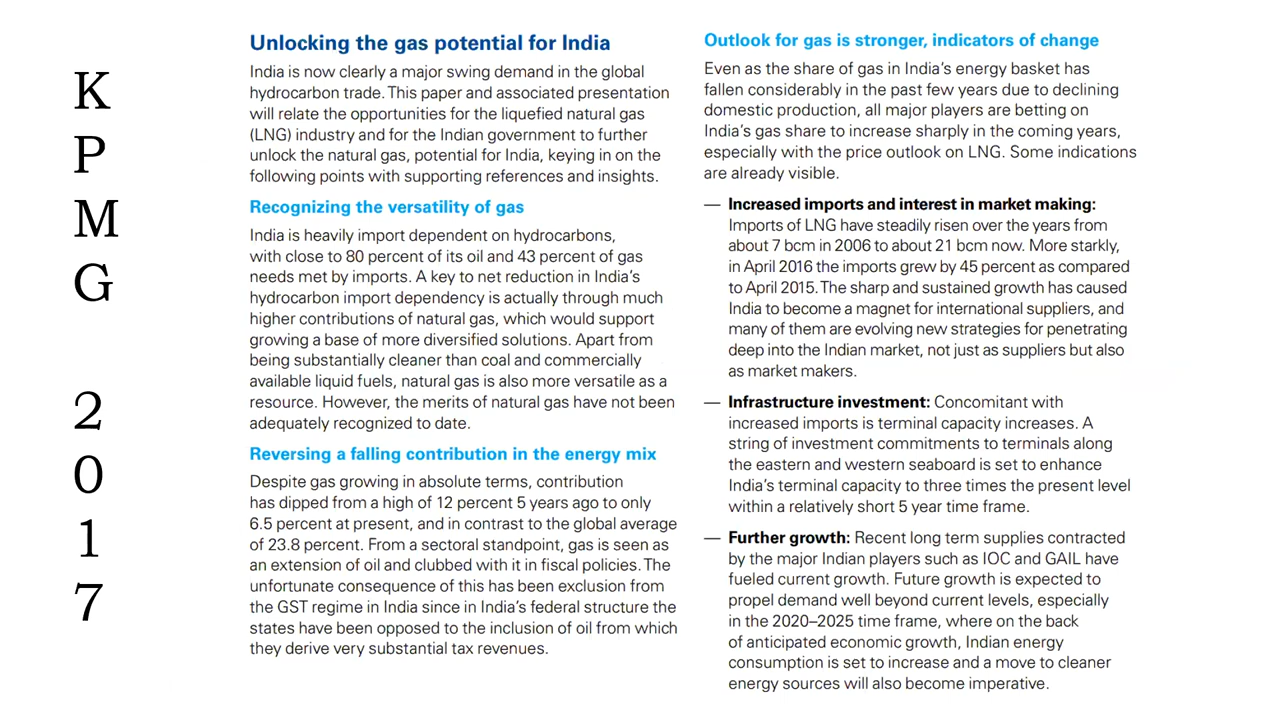 K
P
M
G
2
0
1
7
Unlocking the gas potential for India
India is now clearly a major swing demand in the global
hydrocarbon trade. This paper and associated presentation
will relate the opportunities for the liquefied natural gas
(LNG) industry and for the Indian government to further
unlock the natural gas, potential for India, keying in on the
following points with supporting references and insights.
Recognizing the versatility of gas
India is heavily import dependent on hydrocarbons,
with close to 80 percent of its oil and 43 percent of gas
needs met by imports. A key to net reduction in India's
hydrocarbon import dependency is actually through much
higher contributions of natural gas, which would support
growing a base of more diversified solutions. Apart from
being substantially cleaner than coal and commercially
available liquid fuels, natural gas is also more versatile as a
resource. However, the merits of natural gas have not been
adequately recognized to date.
Reversing a falling contribution in the energy mix
Despite gas growing in absolute terms, contribution
has dipped from a high of 12 percent 5 years ago to only
6.5 percent at present, and in contrast to the global average
of 23.8 percent. From a sectoral standpoint, gas is seen as
an extension of oil and clubbed with it in fiscal policies. The
unfortunate consequence of this has been exclusion from
the GST regime in India since in India's federal structure the
states have been opposed to the inclusion of oil from which
they derive very substantial tax revenues.
Outlook for gas is stronger, indicators of change
Even as the share of gas in India's energy basket has
fallen considerably in the past few years due to declining
domestic production, all major players are betting on
India's gas share to increase sharply in the coming years,
especially with the price outlook on LNG. Some indications
are already visible.
— Increased imports and interest in market making:
Imports of LNG have steadily risen over the years from
about 7 bcm in 2006 to about 21 bcm now. More starkly,
in April 2016 the imports grew by 45 percent as compared
to April 2015. The sharp and sustained growth has caused
India to become a magnet for international suppliers, and
many of them are evolving new strategies for penetrating
deep into the Indian market, not just as suppliers but also
as market makers.
— Infrastructure investment: Concomitant with
increased imports is terminal capacity increases. A
string of investment commitments to terminals along
the eastern and western seaboard is set to enhance
India's terminal capacity to three times the present level
within a relatively short 5 year time frame.
— Further growth: Recent long term supplies contracted
by the major Indian players such as IOC and GAIL have
fueled current growth. Future growth is expected to
propel demand well beyond current levels, especially
in the 2020–2025 time frame, where on the back
of anticipated economic growth, Indian energy
consumption is set to increase and a move to cleaner
energy sources will also become imperative.